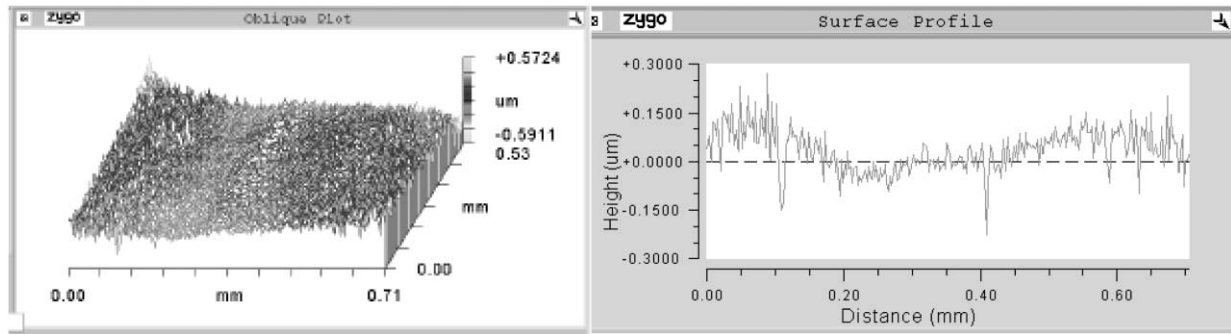 zygo
Oblique Plot
+0.5724
um
-0.5911
0.53
mm
0.00
0.00
mm
0.71
zygo
Surface Profile
+0.3000
+0.1500
+0.0000
-0.1500
-0.3000
Height (um)
0.00
0.20
0.40
0.60
Distance (mm)